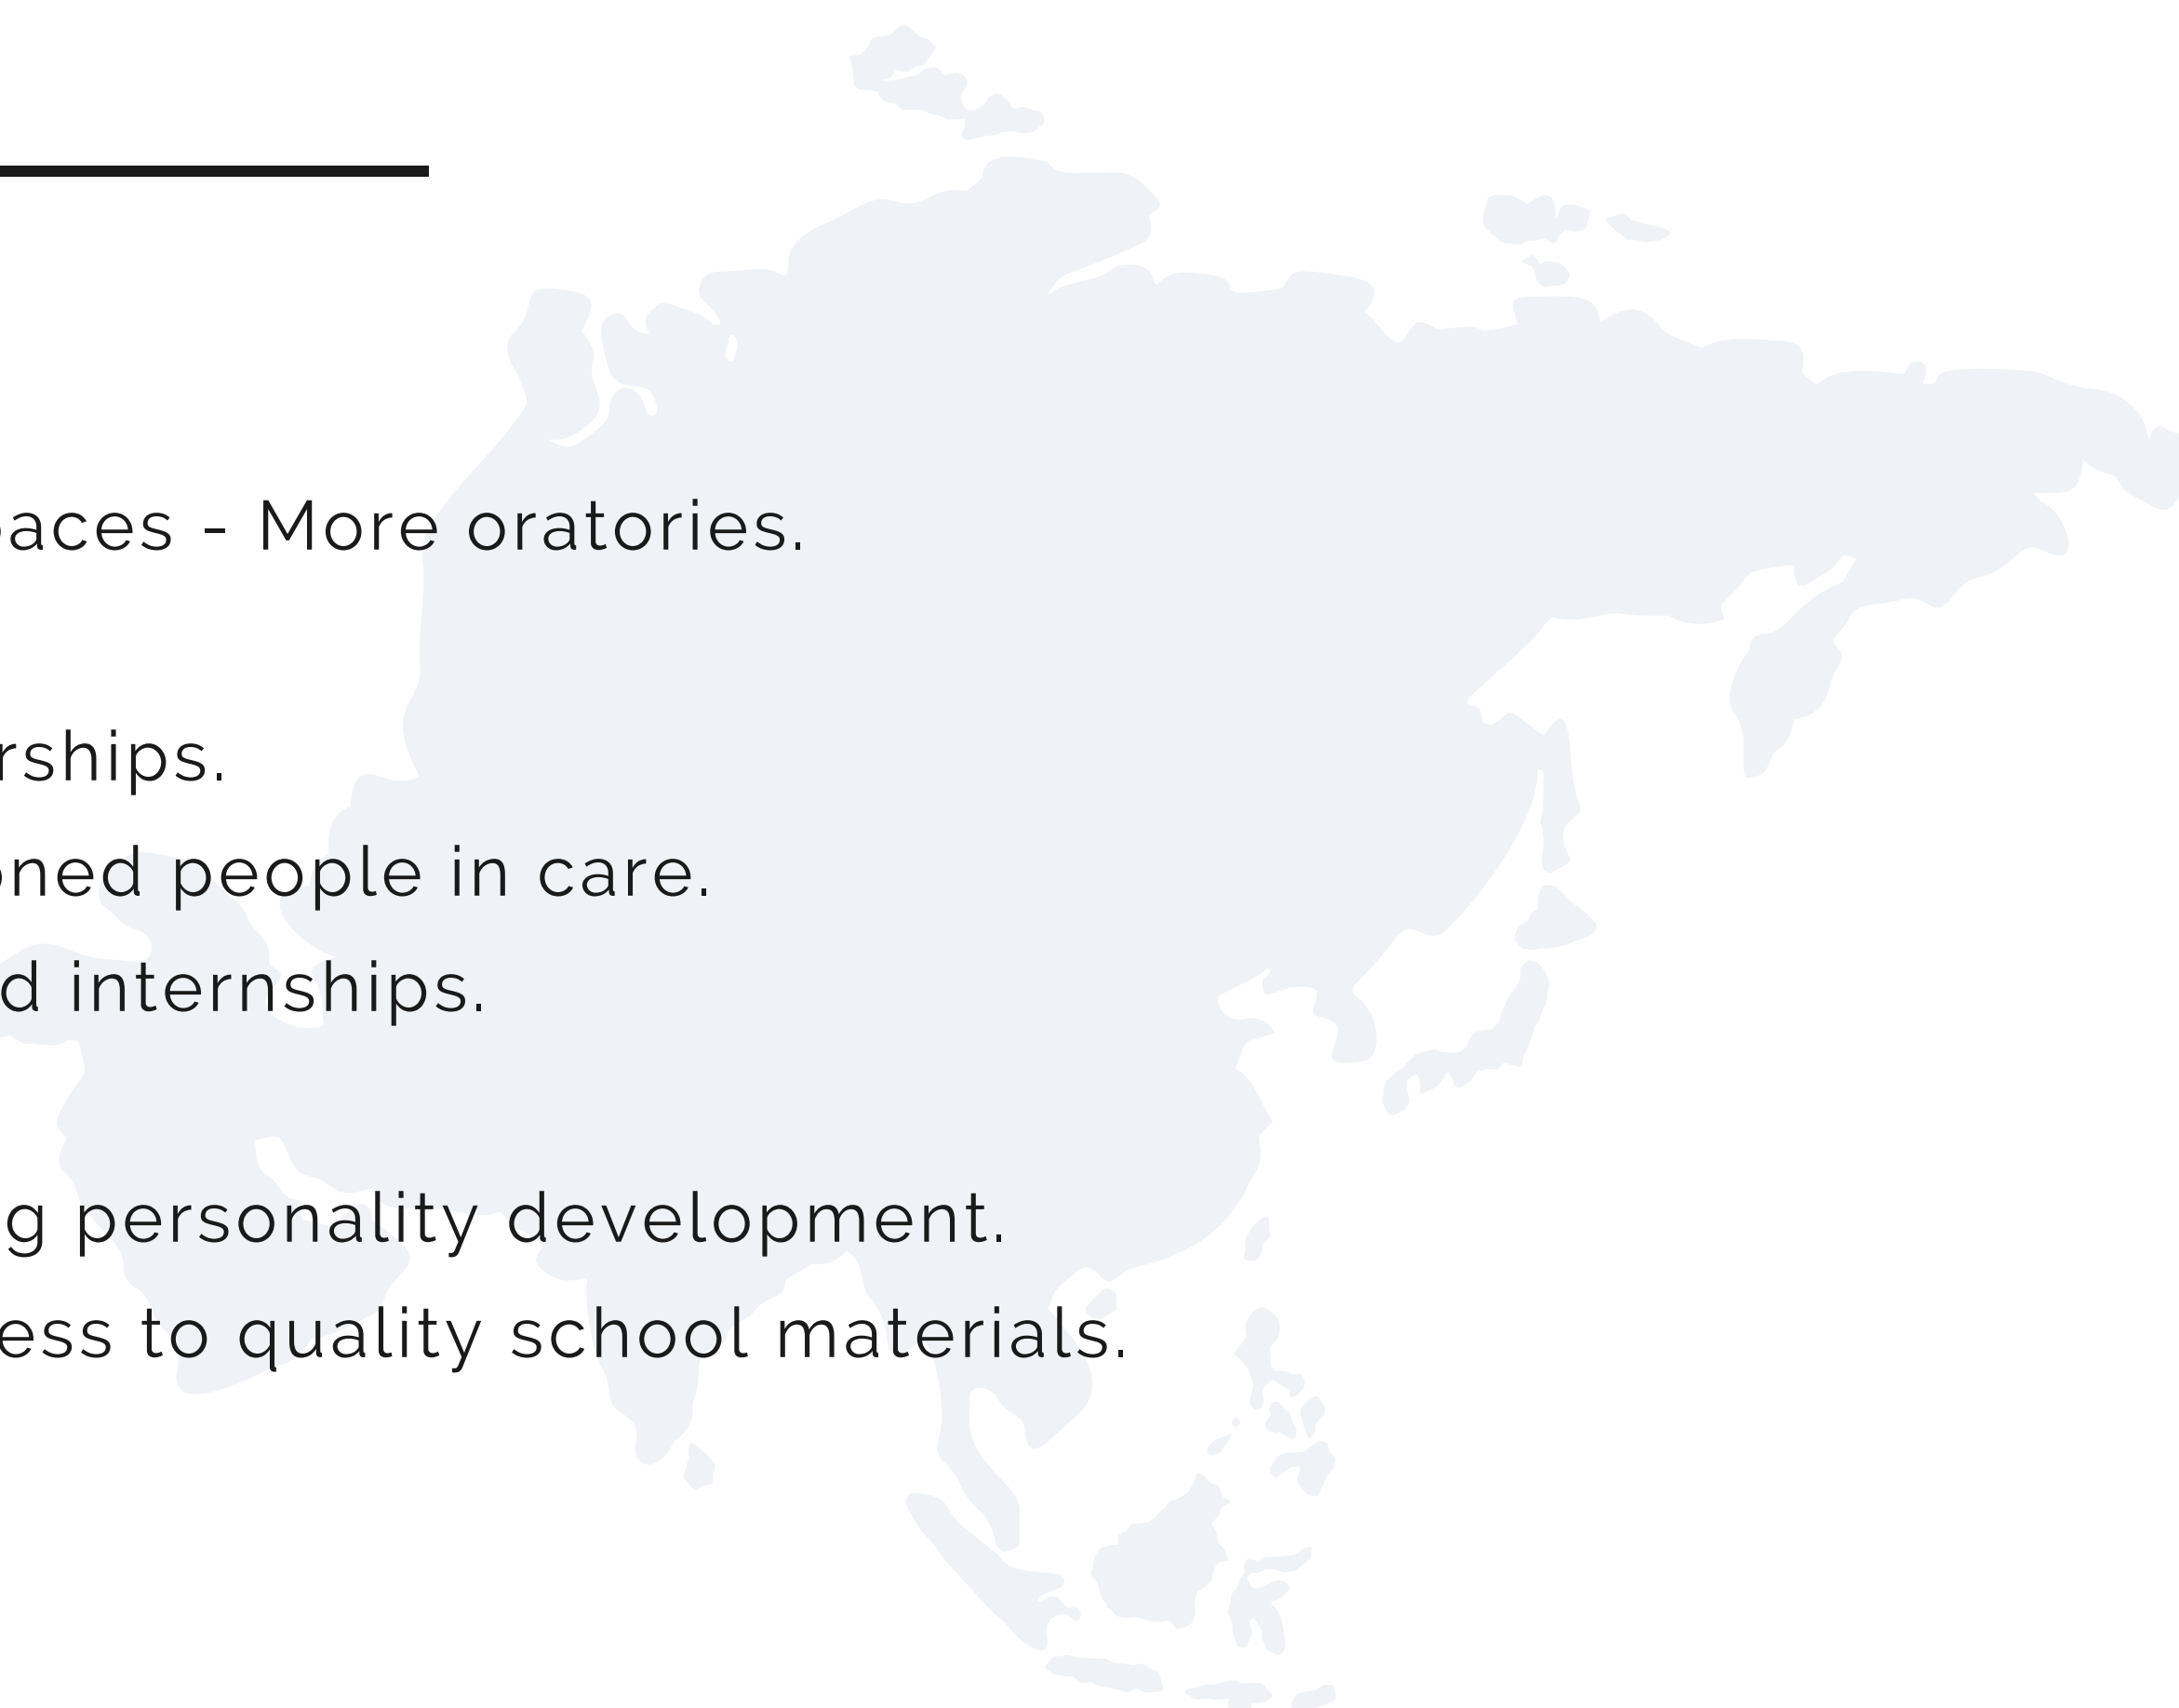 aces - More oratories.
rships.
ned people in care.
d internships.
g personality development.
ess to quality school materials.